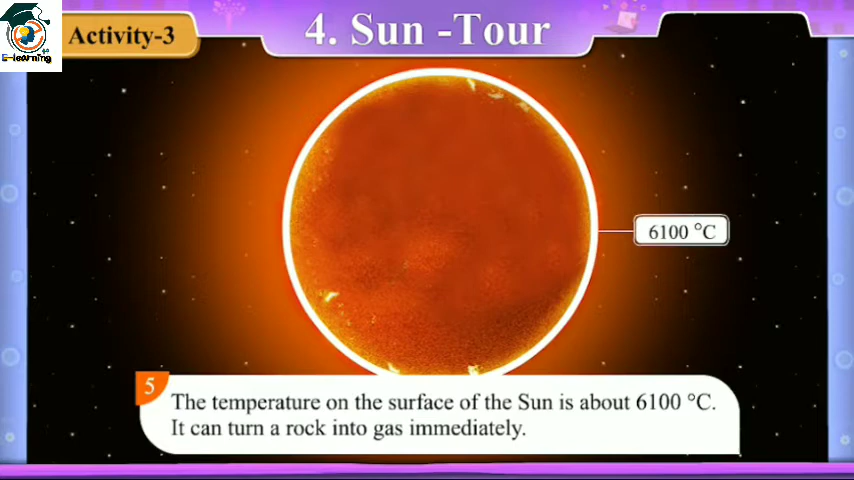 Activity-3
4. Sun -Tour
E-learning
6100 °C
5
The temperature on the surface of the Sun is about 6100 °C.
It can turn a rock into gas immediately.